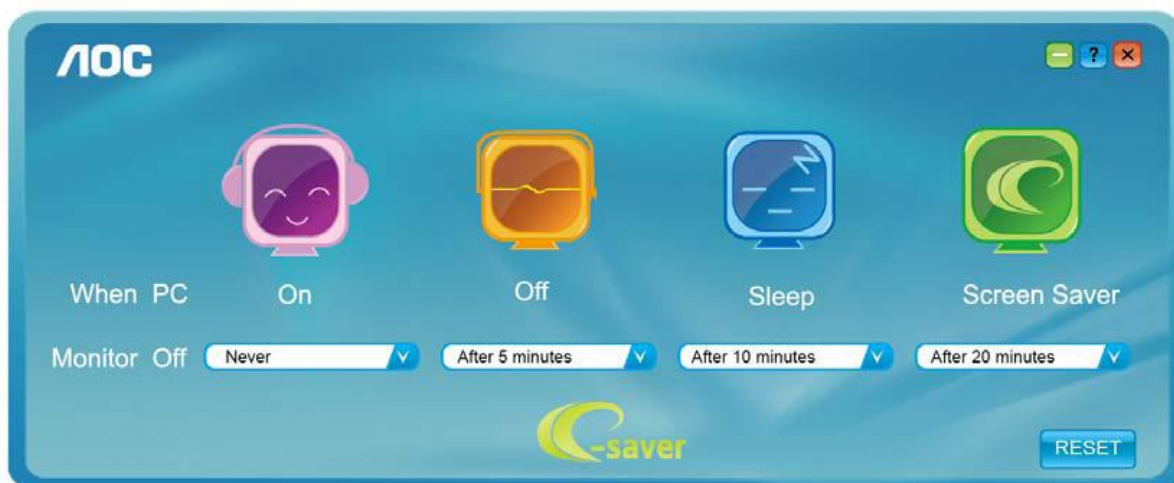 AOC
?
When PC On Off Sleep Screen Saver
Monitor Off Never After 5 minutes After 10 minutes After 20 minutes
e-saver
RESET